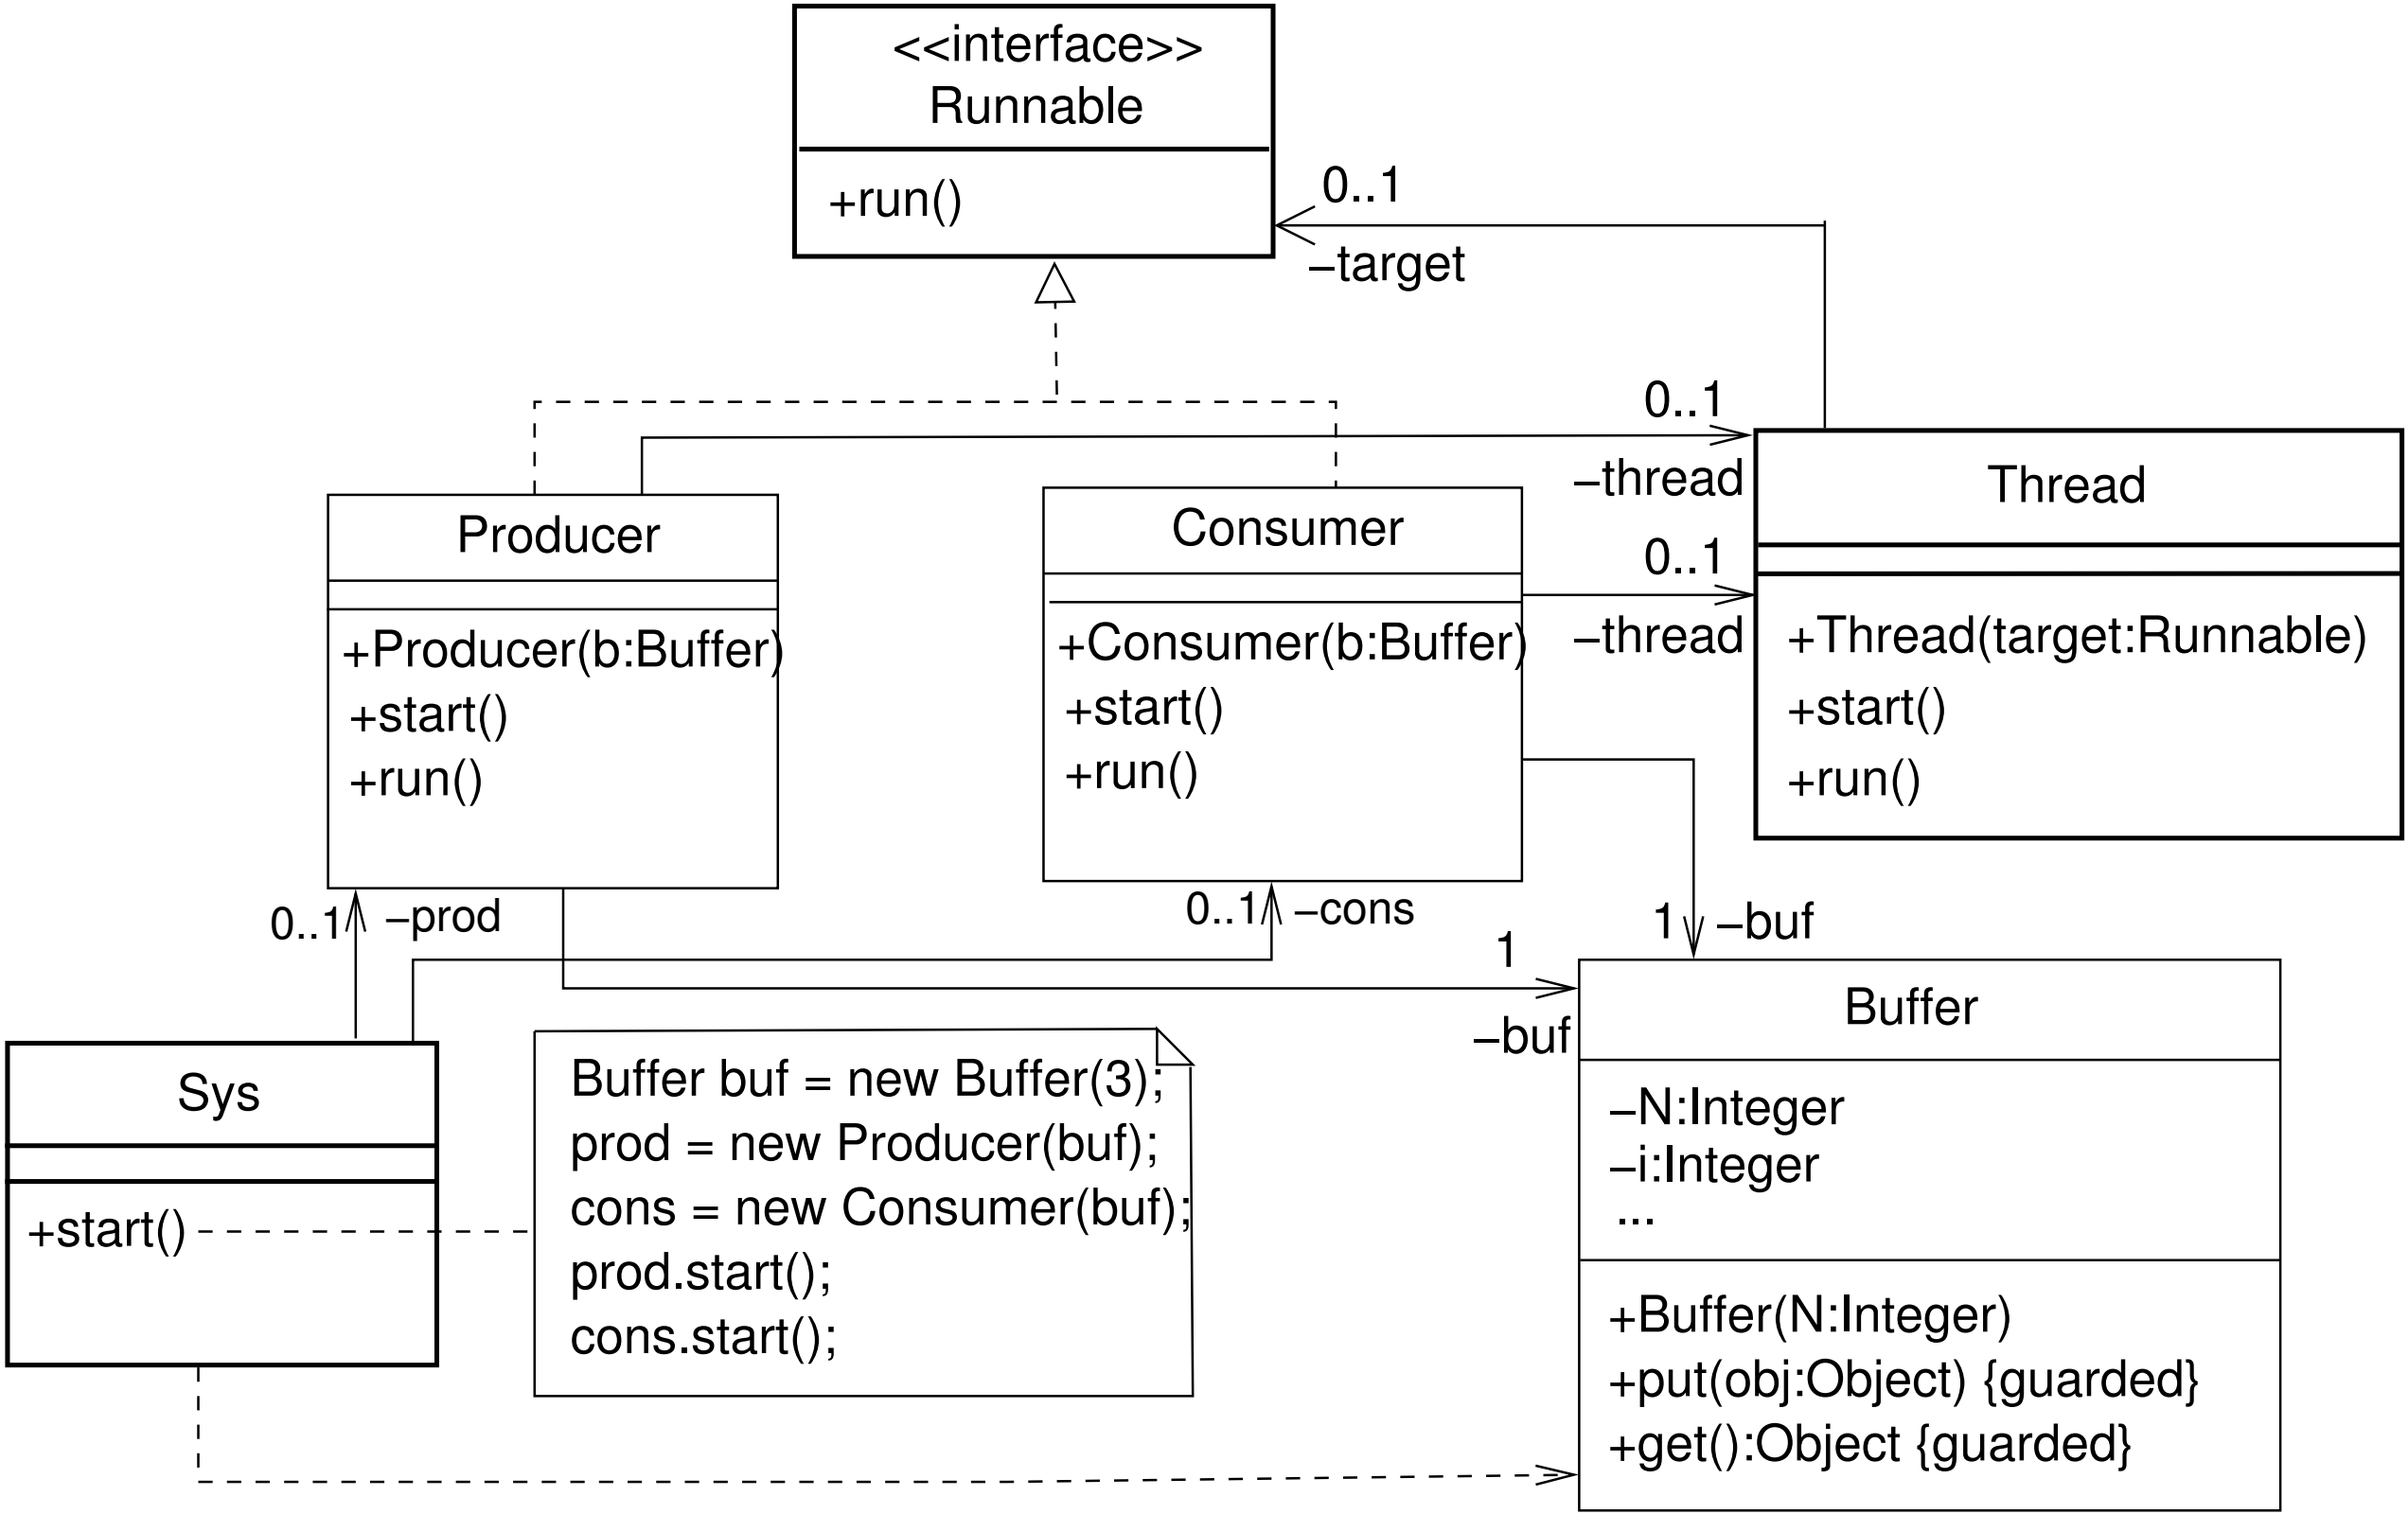 <<interface>>
Runnable
+run()
0..1
–target
0..1
–thread
Thread
+Thread(target:Runnable)
+start()
+run()
Producer
+Producer(b:Buffer)
+start()
+run()
Consumer
+Consumer(b:Buffer)
+start()
+run()
0..1
–thread
0..1
–prod
0..1
–cons
1
–buf
1
–buf
Sys
+start()
Buffer buf = new Buffer(3);
prod = new Producer(buf);
cons = new Consumer(buf);
prod.start();
cons.start();
Buffer
–N:Integer
–i:Integer
...
+Buffer(N:Integer)
+put(obj:Object) {guarded}
+get():Object {guarded}